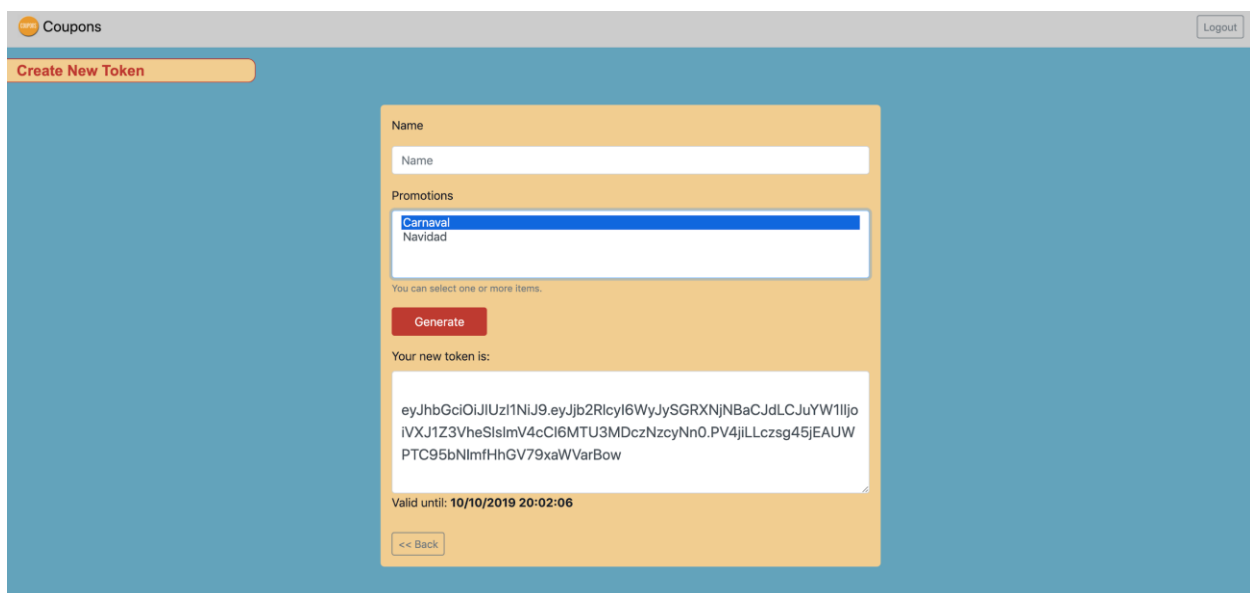 Coupons
Logout
Create New Token
Name
Name
Promotions
Carnaval
Navidad
You can select one or more items.
Generate
Your new token is:
eyJhbGciOiJIUzI1NiJ9.eyJjb2RlcyI6WyJySGRXNjNBaCJdLCJuYW1lIjo
iVXJ1Z3VheSIsImV4cCI6MTU3MDczNzcyNn0.PV4jiLLczsg45jEAUW
PTC95bNlmfHhGV79xaWVarBow
Valid until: 10/10/2019 20:02:06
<< Back